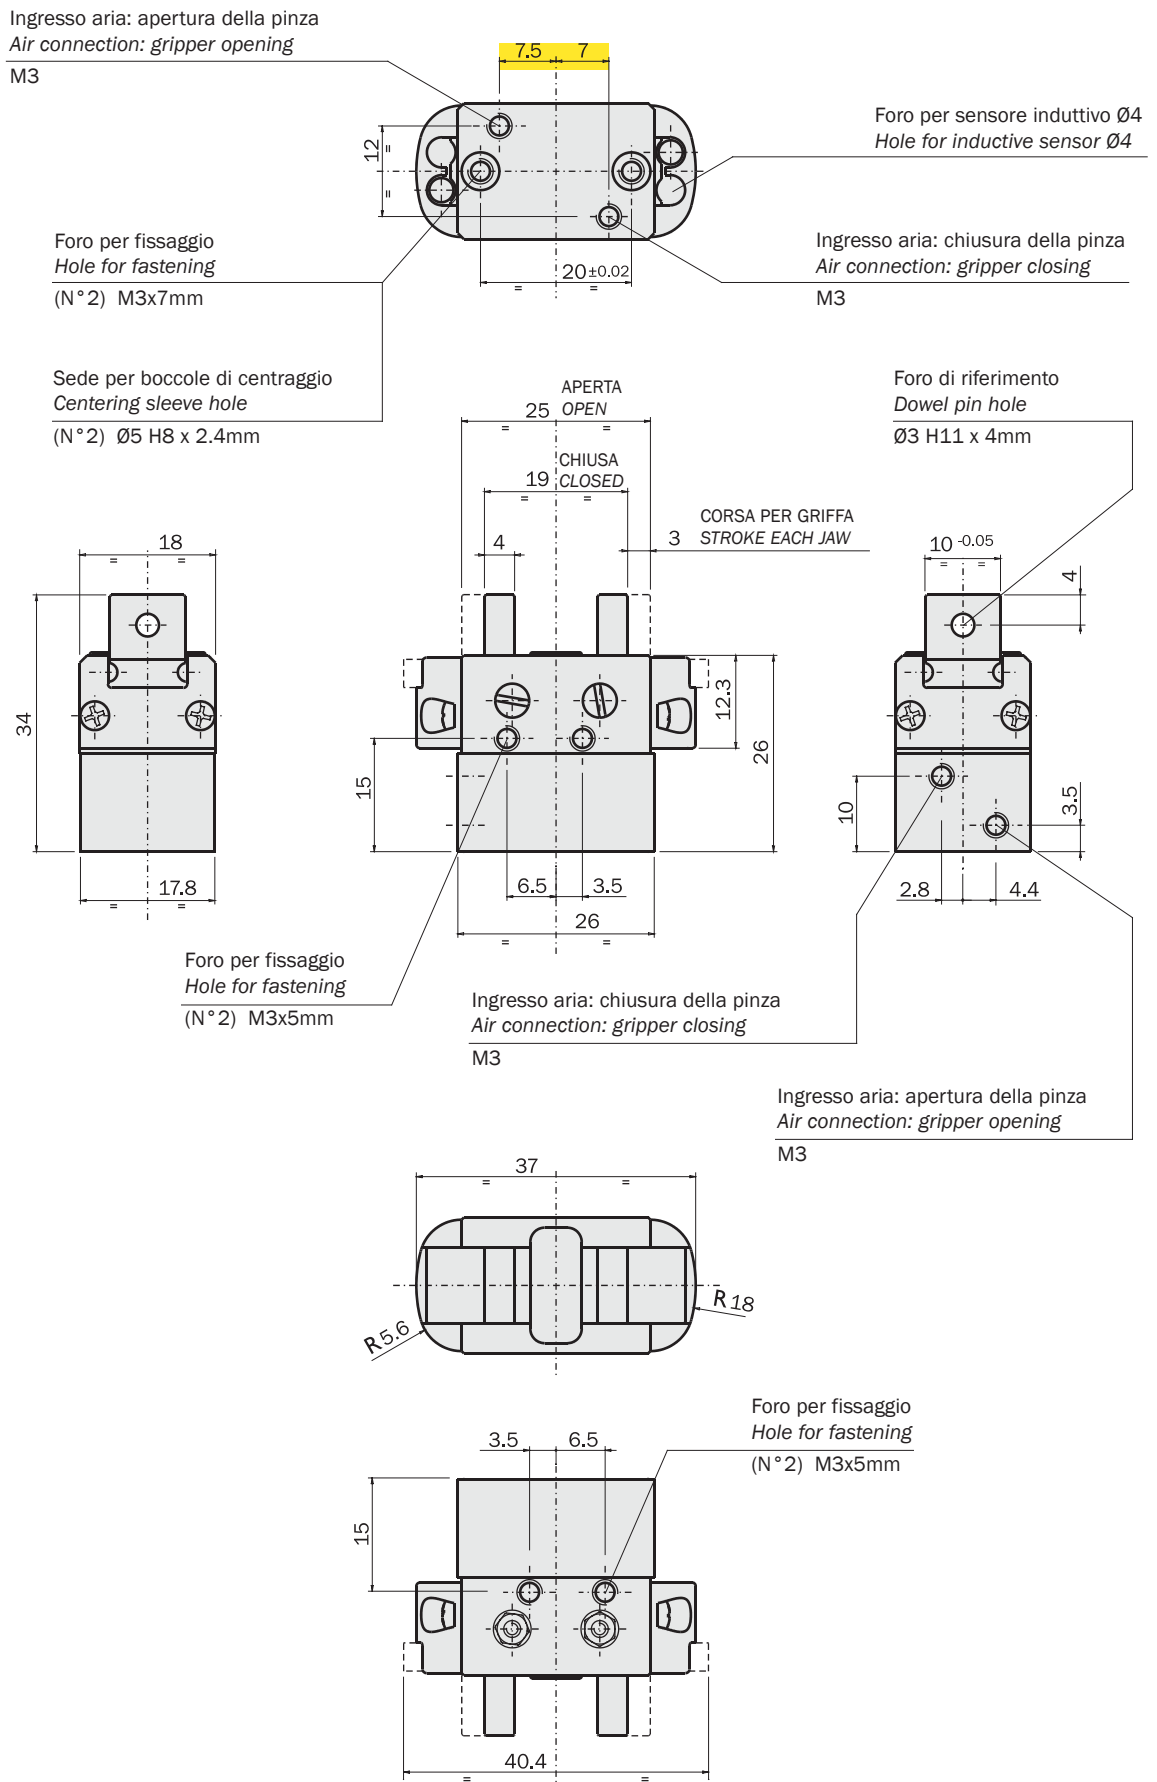 Ingresso aria: apertura della pinza
Air connection: gripper opening
M3
7.5 7
Foro per sensore induttivo Ø4
Hole for inductive sensor Ø4
12
=
=
Foro per fissaggio
Hole for fastening
(N°2) M3x7mm
20±0.02
= =
Ingresso aria: chiusura della pinza
Air connection: gripper closing
M3
Sede per boccole di centraggio
Centering sleeve hole
(N°2) Ø5 H8 x 2.4mm
APERTA
25 OPEN
= =
CHIUSA
19 CLOSED
= =
Foro di riferimento
Dowel pin hole
Ø3 H11 x 4mm
CORSA PER GRIFFA
3 STROKE EACH JAW
4
18
= =
34
17.8
= =
12.3
26
15
6.5 3.5
26
= =
10 -0.05
= =
4
10
3.5
2.8 4.4
Foro per fissaggio
Hole for fastening
(N°2) M3x5mm
Ingresso aria: chiusura della pinza
Air connection: gripper closing
M3
Ingresso aria: apertura della pinza
Air connection: gripper opening
M3
37
= =
R 18
R 5.6
Foro per fissaggio
Hole for fastening
(N°2) M3x5mm
3.5 6.5
15
40.4
= =